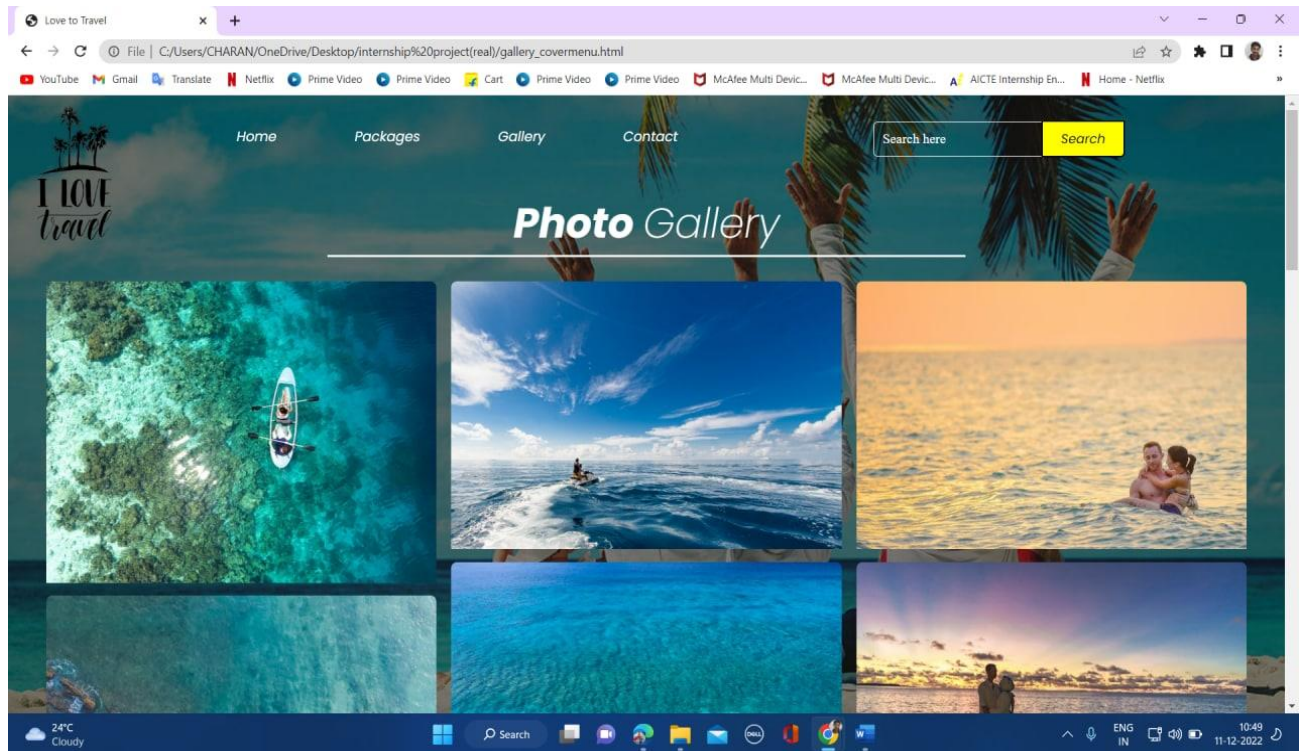 Love to Travel
File | C:/Users/CHARAN/OneDrive/Desktop/internship%20project(real)/gallery_covermenu.html
YouTube Gmail Translate Netflix Prime Video Prime Video Cart Prime Video Prime Video McAfee Multi Devic... McAfee Multi Devic... AICTE Internship En... Home - Netflix »
Home Packages Gallery Contact Search here Search
I LOVE
travel
Photo Gallery
24°C
Cloudy
Search
DELL
ENG
IN
10:49
11-12-2022